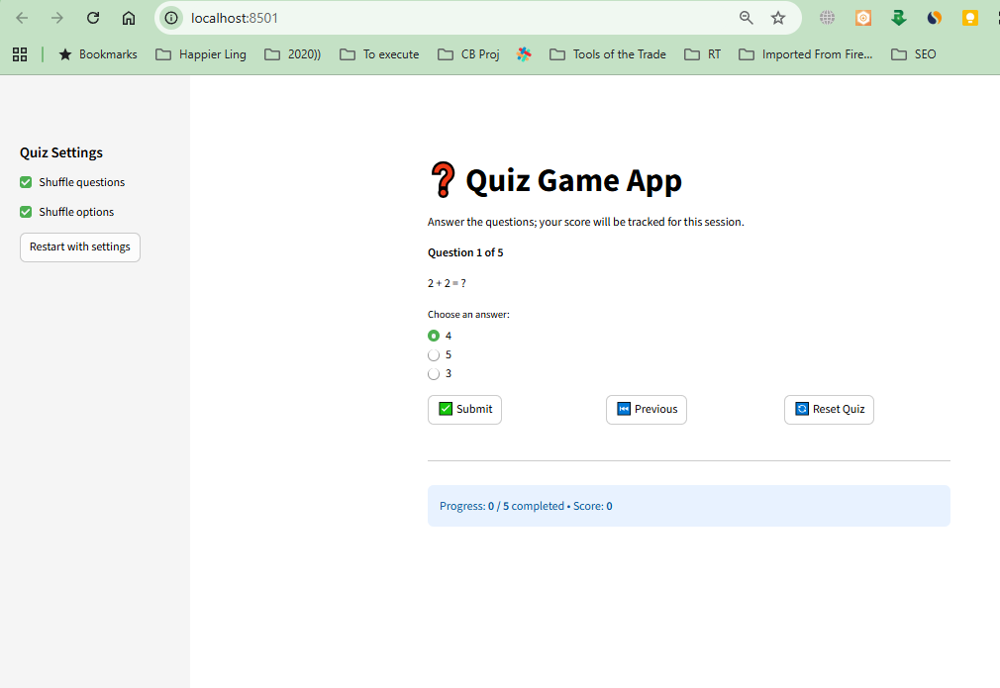 localhost:8501
Bookmarks Happier Ling 2020)) To execute CB Proj Tools of the Trade RT Imported From Fire... SEO
Quiz Settings
Shuffle questions
Shuffle options
Restart with settings
❓ Quiz Game App
Answer the questions; your score will be tracked for this session.
Question 1 of 5
2 + 2 = ?
Choose an answer:
4
5
3
✅ Submit ⏮ Previous 🔄 Reset Quiz
Progress: 0 / 5 completed • Score: 0